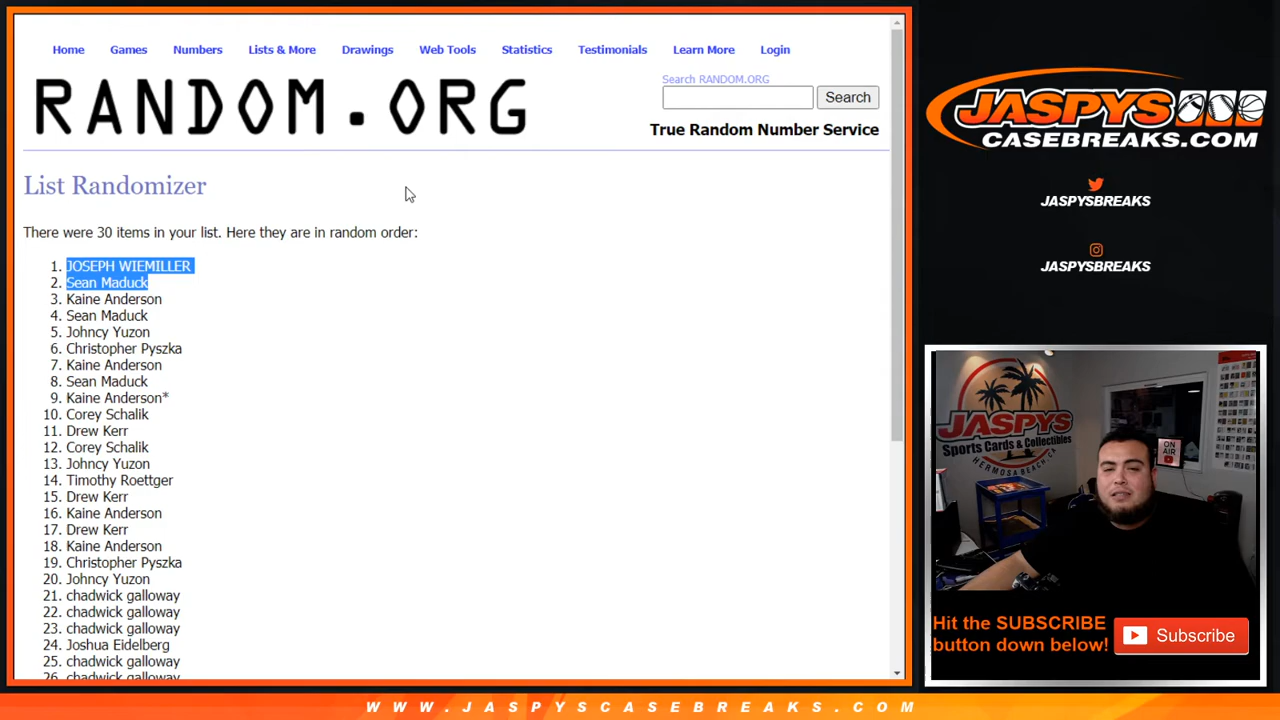 Home Games Numbers Lists & More Drawings Web Tools Statistics Testimonials Learn More Login
RANDOM.ORG
Search RANDOM.ORG
Search
True Random Number Service
List Randomizer
There were 30 items in your list. Here they are in random order:
1. JOSEPH WIEMILLER
2. Sean Maduck
3. Kaine Anderson
4. Sean Maduck
5. Johncy Yuzon
6. Christopher Pyszka
7. Kaine Anderson
8. Sean Maduck
9. Kaine Anderson*
10. Corey Schalik
11. Drew Kerr
12. Corey Schalik
13. Johncy Yuzon
14. Timothy Roettger
15. Drew Kerr
16. Kaine Anderson
17. Drew Kerr
18. Kaine Anderson
19. Christopher Pyszka
20. Johncy Yuzon
21. chadwick galloway
22. chadwick galloway
23. chadwick galloway
24. Joshua Eidelberg
25. chadwick galloway
26. chadwick galloway
JASPYS
CASEBREAKS.COM
JASPYSBREAKS
JASPYSBREAKS
JASPYS
Sports Cards & Collectibles
HERMOSA BEACH, CA
ON AIR
Hit the SUBSCRIBE
button down below!
Subscribe
WWW.JASPYSCASEBREAKS.COM